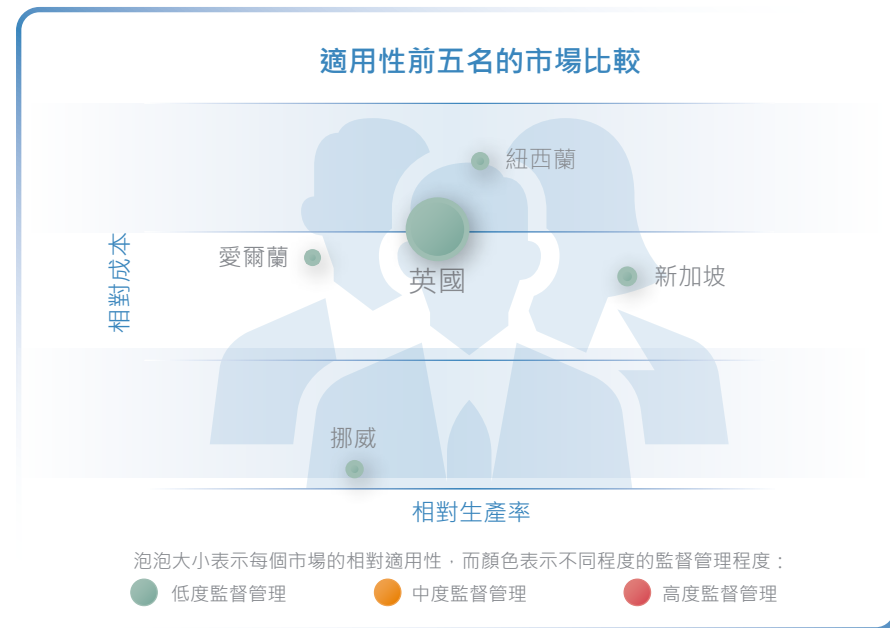 適用性前五名的市場比較
紐西蘭
愛爾蘭
英國
新加坡
相對成本
挪威
相對生產率
泡泡大小表示每個市場的相對適用性，而顏色表示不同程度的監督管理程度：
低度監督管理
中度監督管理
高度監督管理